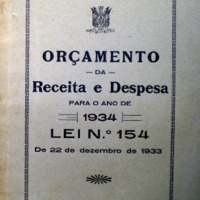 ORÇAMENTO
— DA —
Receita e Despesa
PARA O ANO DE
1934
LEI N.º 154
De 22 de dezembro de 1933